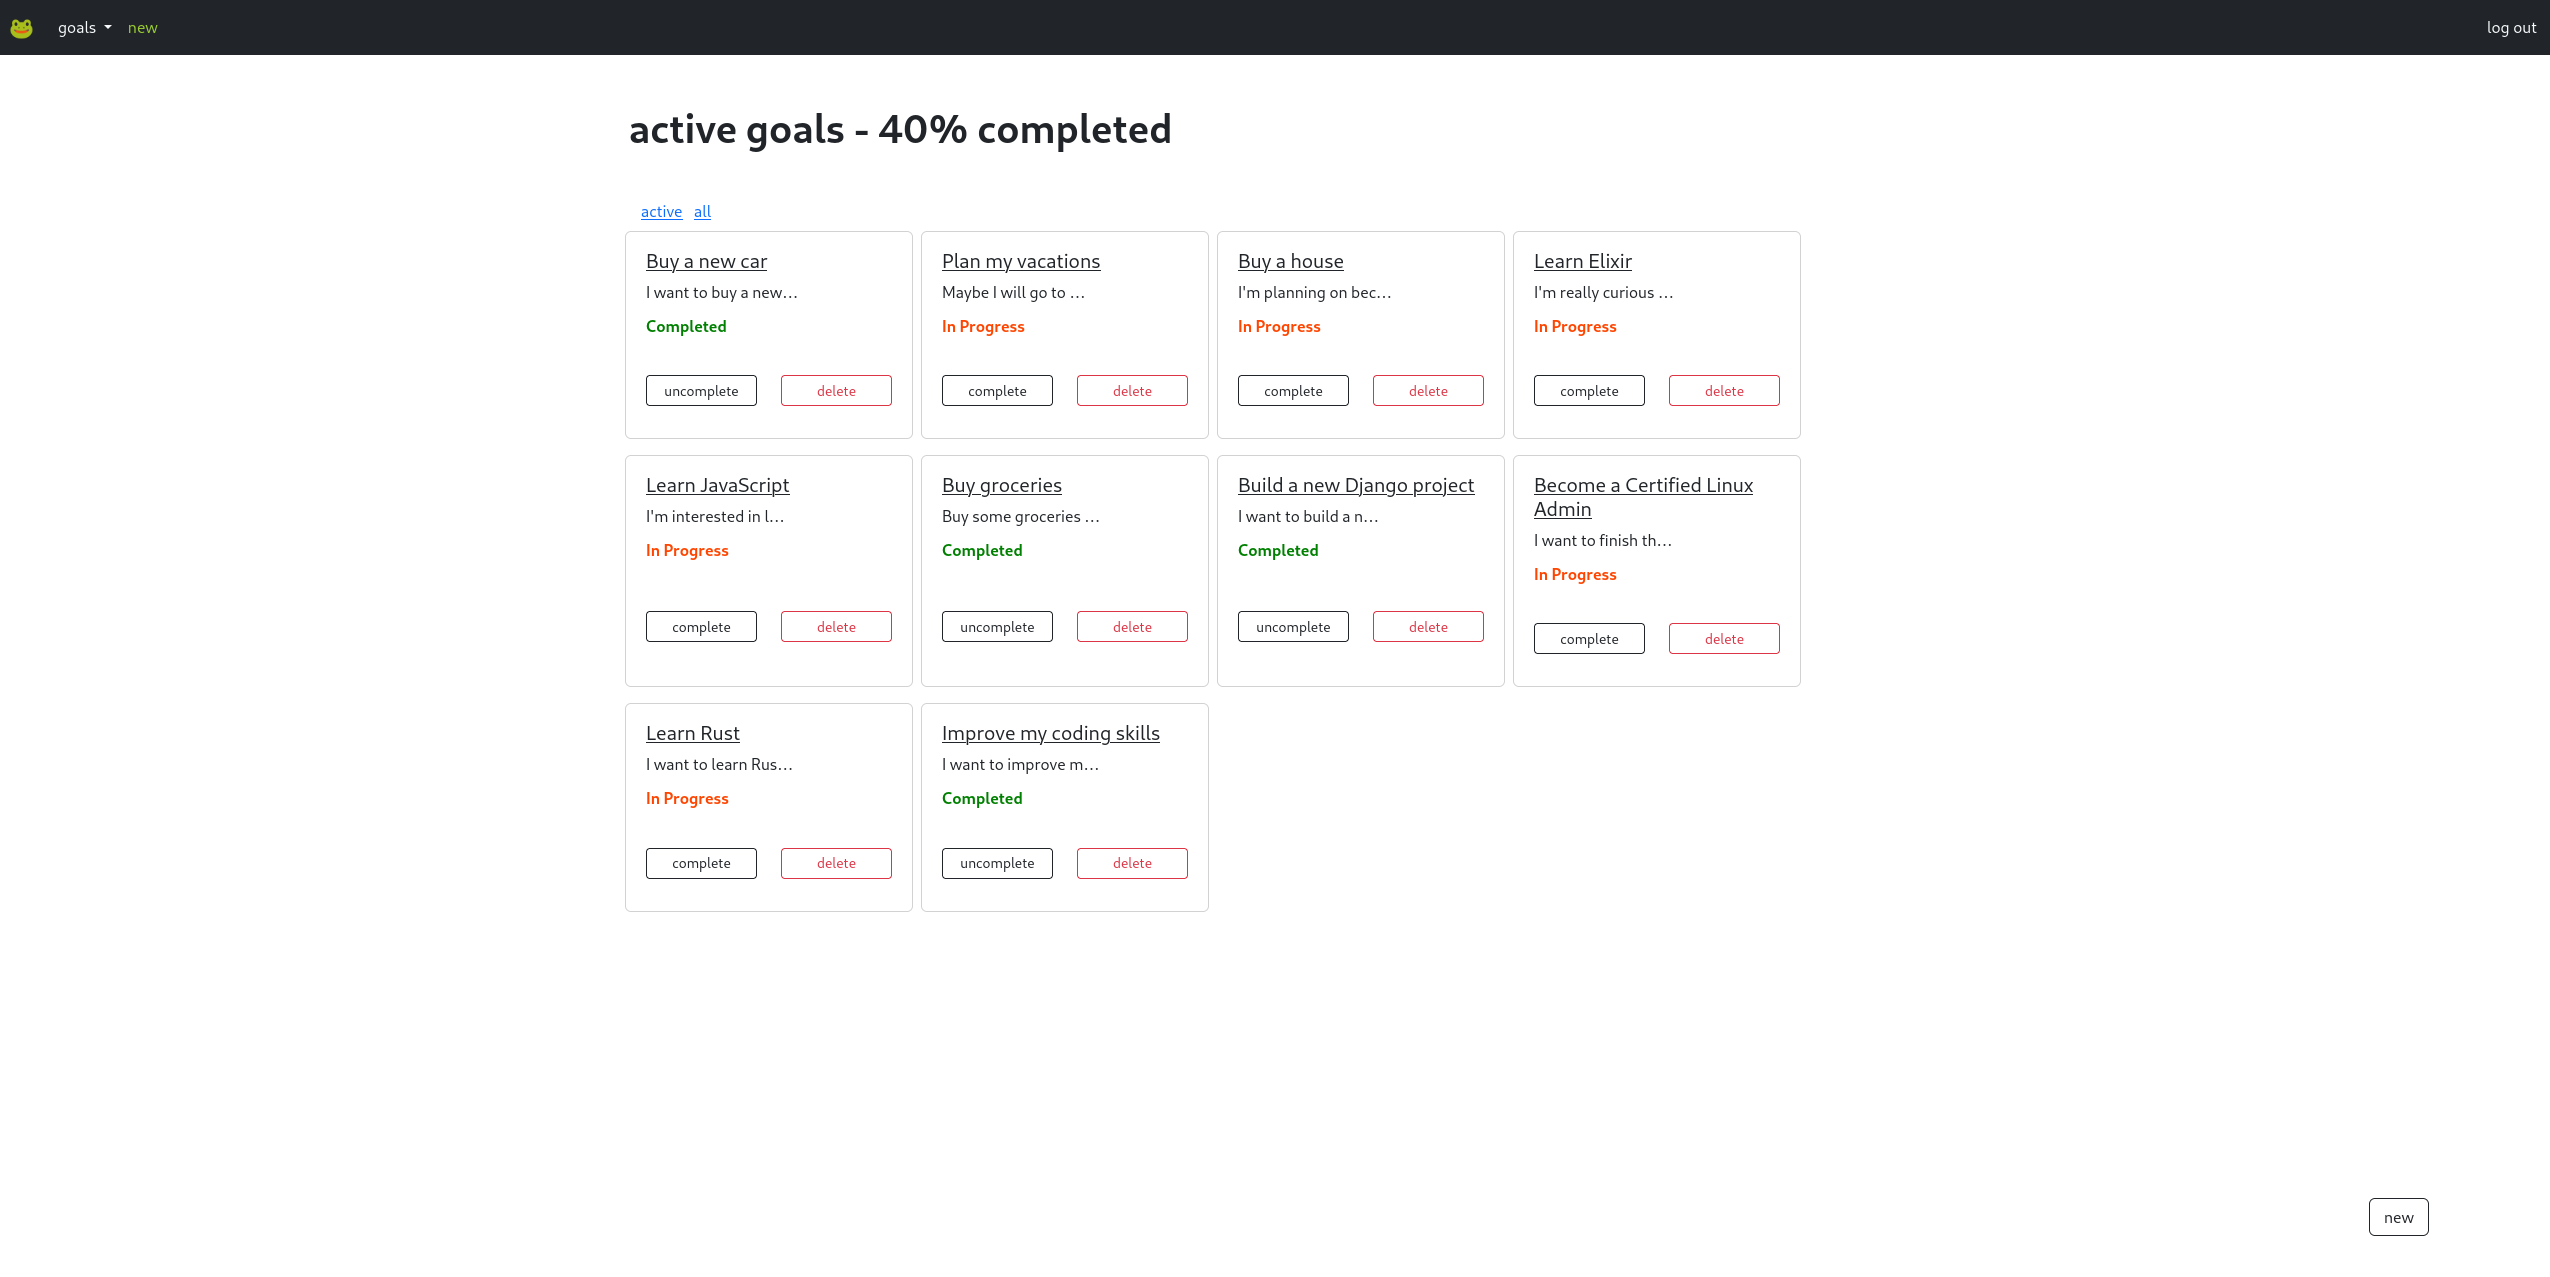 goals new log out
active goals - 40% completed
active all
Buy a new car
I want to buy a new…
Completed
uncomplete delete
Plan my vacations
Maybe I will go to …
In Progress
complete delete
Buy a house
I'm planning on bec…
In Progress
complete delete
Learn Elixir
I'm really curious …
In Progress
complete delete
Learn JavaScript
I'm interested in l…
In Progress
complete delete
Buy groceries
Buy some groceries …
Completed
uncomplete delete
Build a new Django project
I want to build a n…
Completed
uncomplete delete
Become a Certified Linux
Admin
I want to finish th…
In Progress
complete delete
Learn Rust
I want to learn Rus…
In Progress
complete delete
Improve my coding skills
I want to improve m…
Completed
uncomplete delete
new